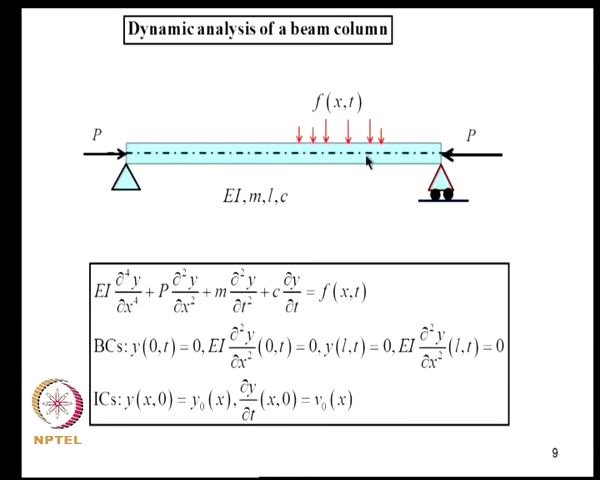 Dynamic analysis of a beam column
f(x,t)
P
P
EI,m,l,c
EI ∂⁴y/∂x⁴ + P ∂²y/∂x² + m ∂²y/∂t² + c ∂y/∂t = f(x,t)
BCs: y(0,t) = 0, EI ∂²y/∂x² (0,t) = 0, y(l,t) = 0, EI ∂²y/∂x² (l,t) = 0
ICs: y(x,0) = y₀(x), ∂y/∂t (x,0) = v₀(x)
NPTEL
9